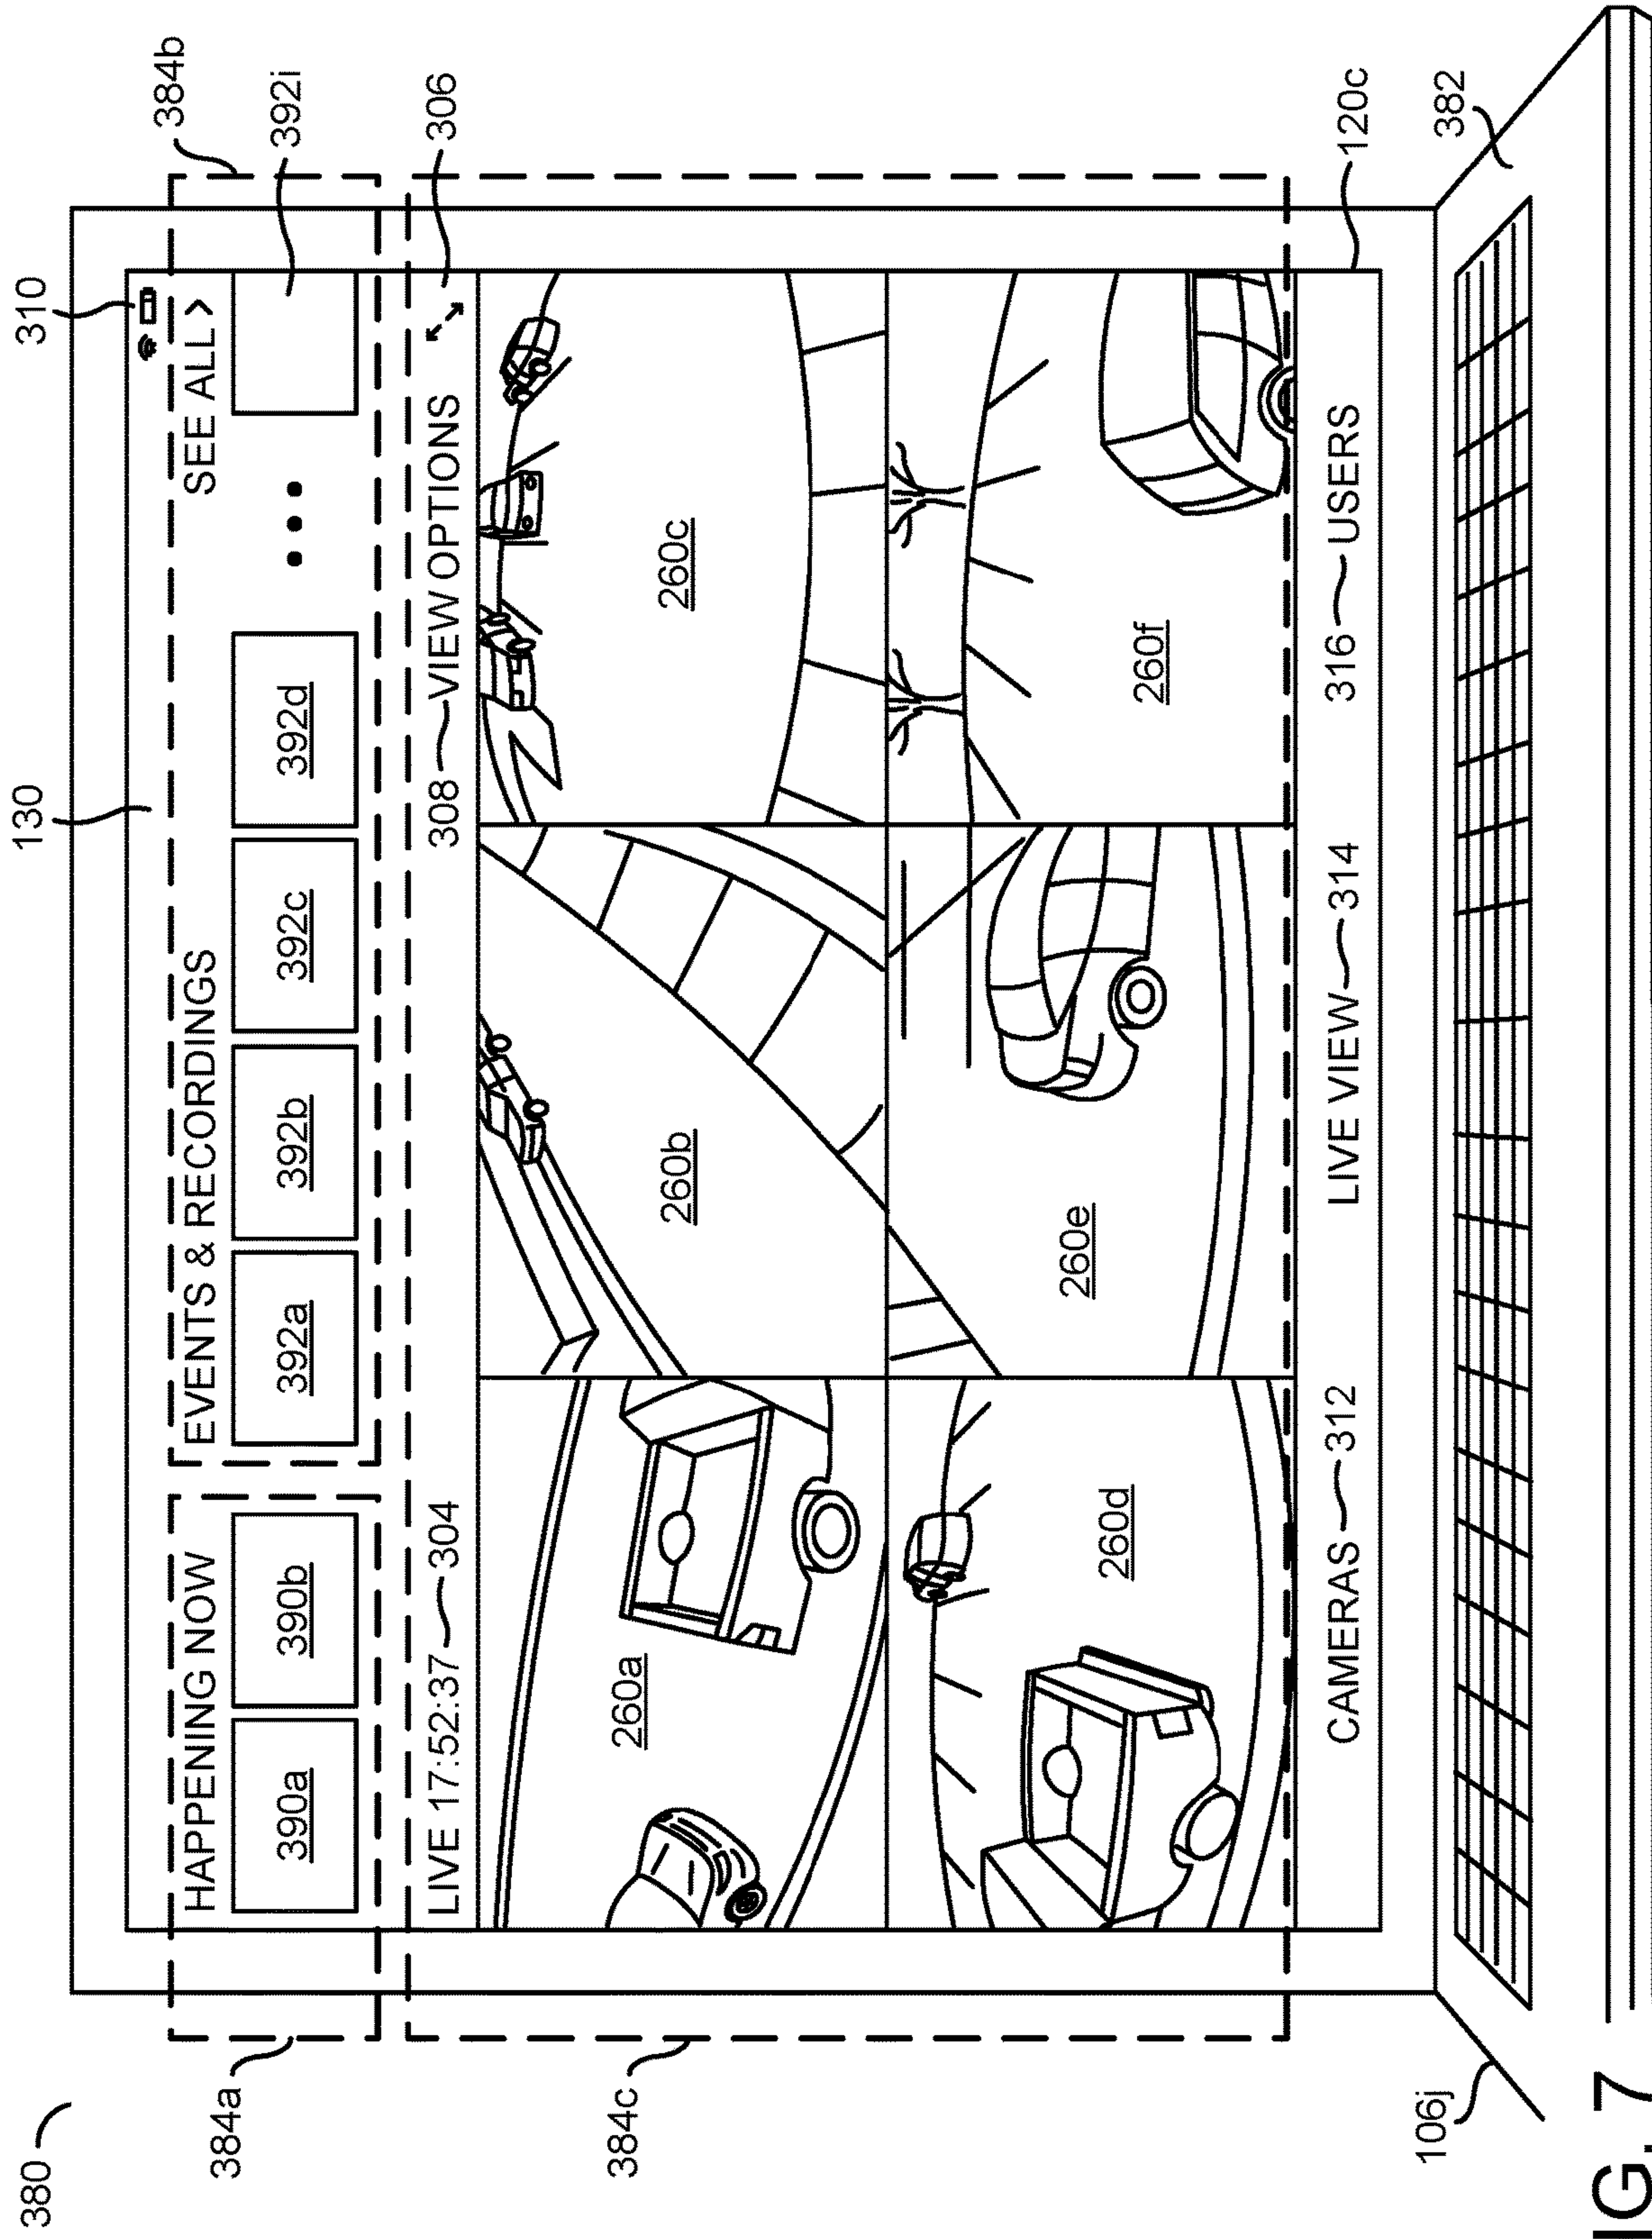 380
130
310
384b
384a
HAPPENING NOW
EVENTS & RECORDINGS
SEE ALL >
390a
390b
392a
392b
392c
392d
392i
LIVE 17:52:37
304
308
VIEW OPTIONS
306
384c
260a
260b
260c
260d
260e
260f
CAMERAS
312
LIVE VIEW
314
316
USERS
120c
382
106j
IG. 7